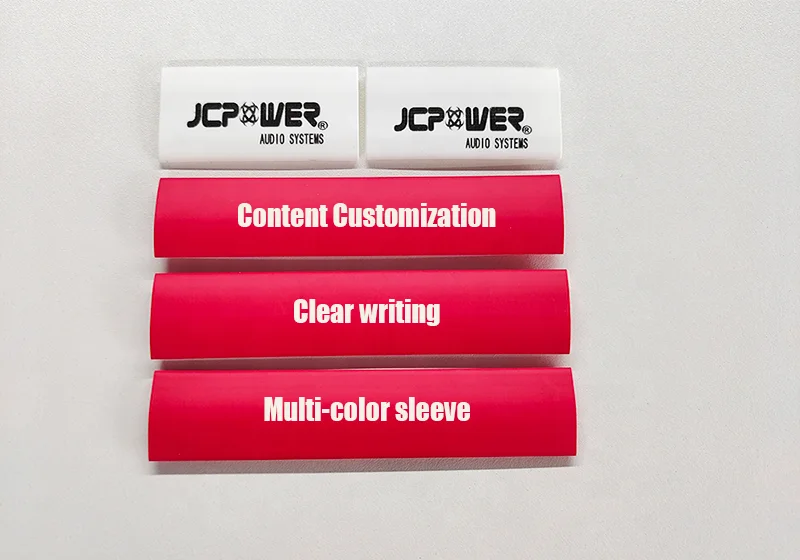 JCPOWER®
AUDIO SYSTEMS
JCPOWER®
AUDIO SYSTEMS
Content Customization
Clear writing
Multi-color sleeve